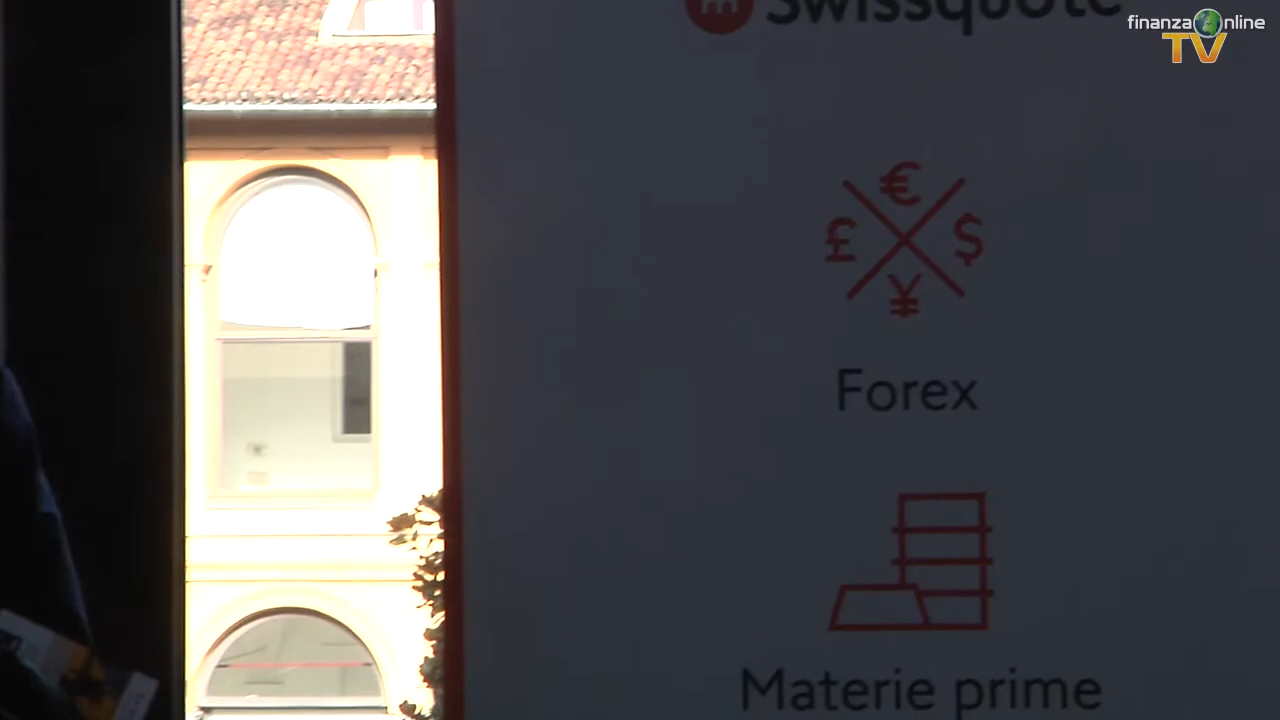 Swissquote
finanza online
TV
€
£ $
¥
Forex
Materie prime